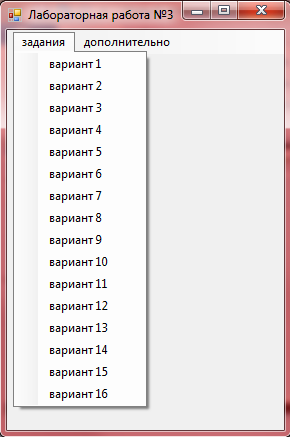 Лабораторная работа №3
задания дополнительно
вариант 1
вариант 2
вариант 3
вариант 4
вариант 5
вариант 6
вариант 7
вариант 8
вариант 9
вариант 10
вариант 11
вариант 12
вариант 13
вариант 14
вариант 15
вариант 16